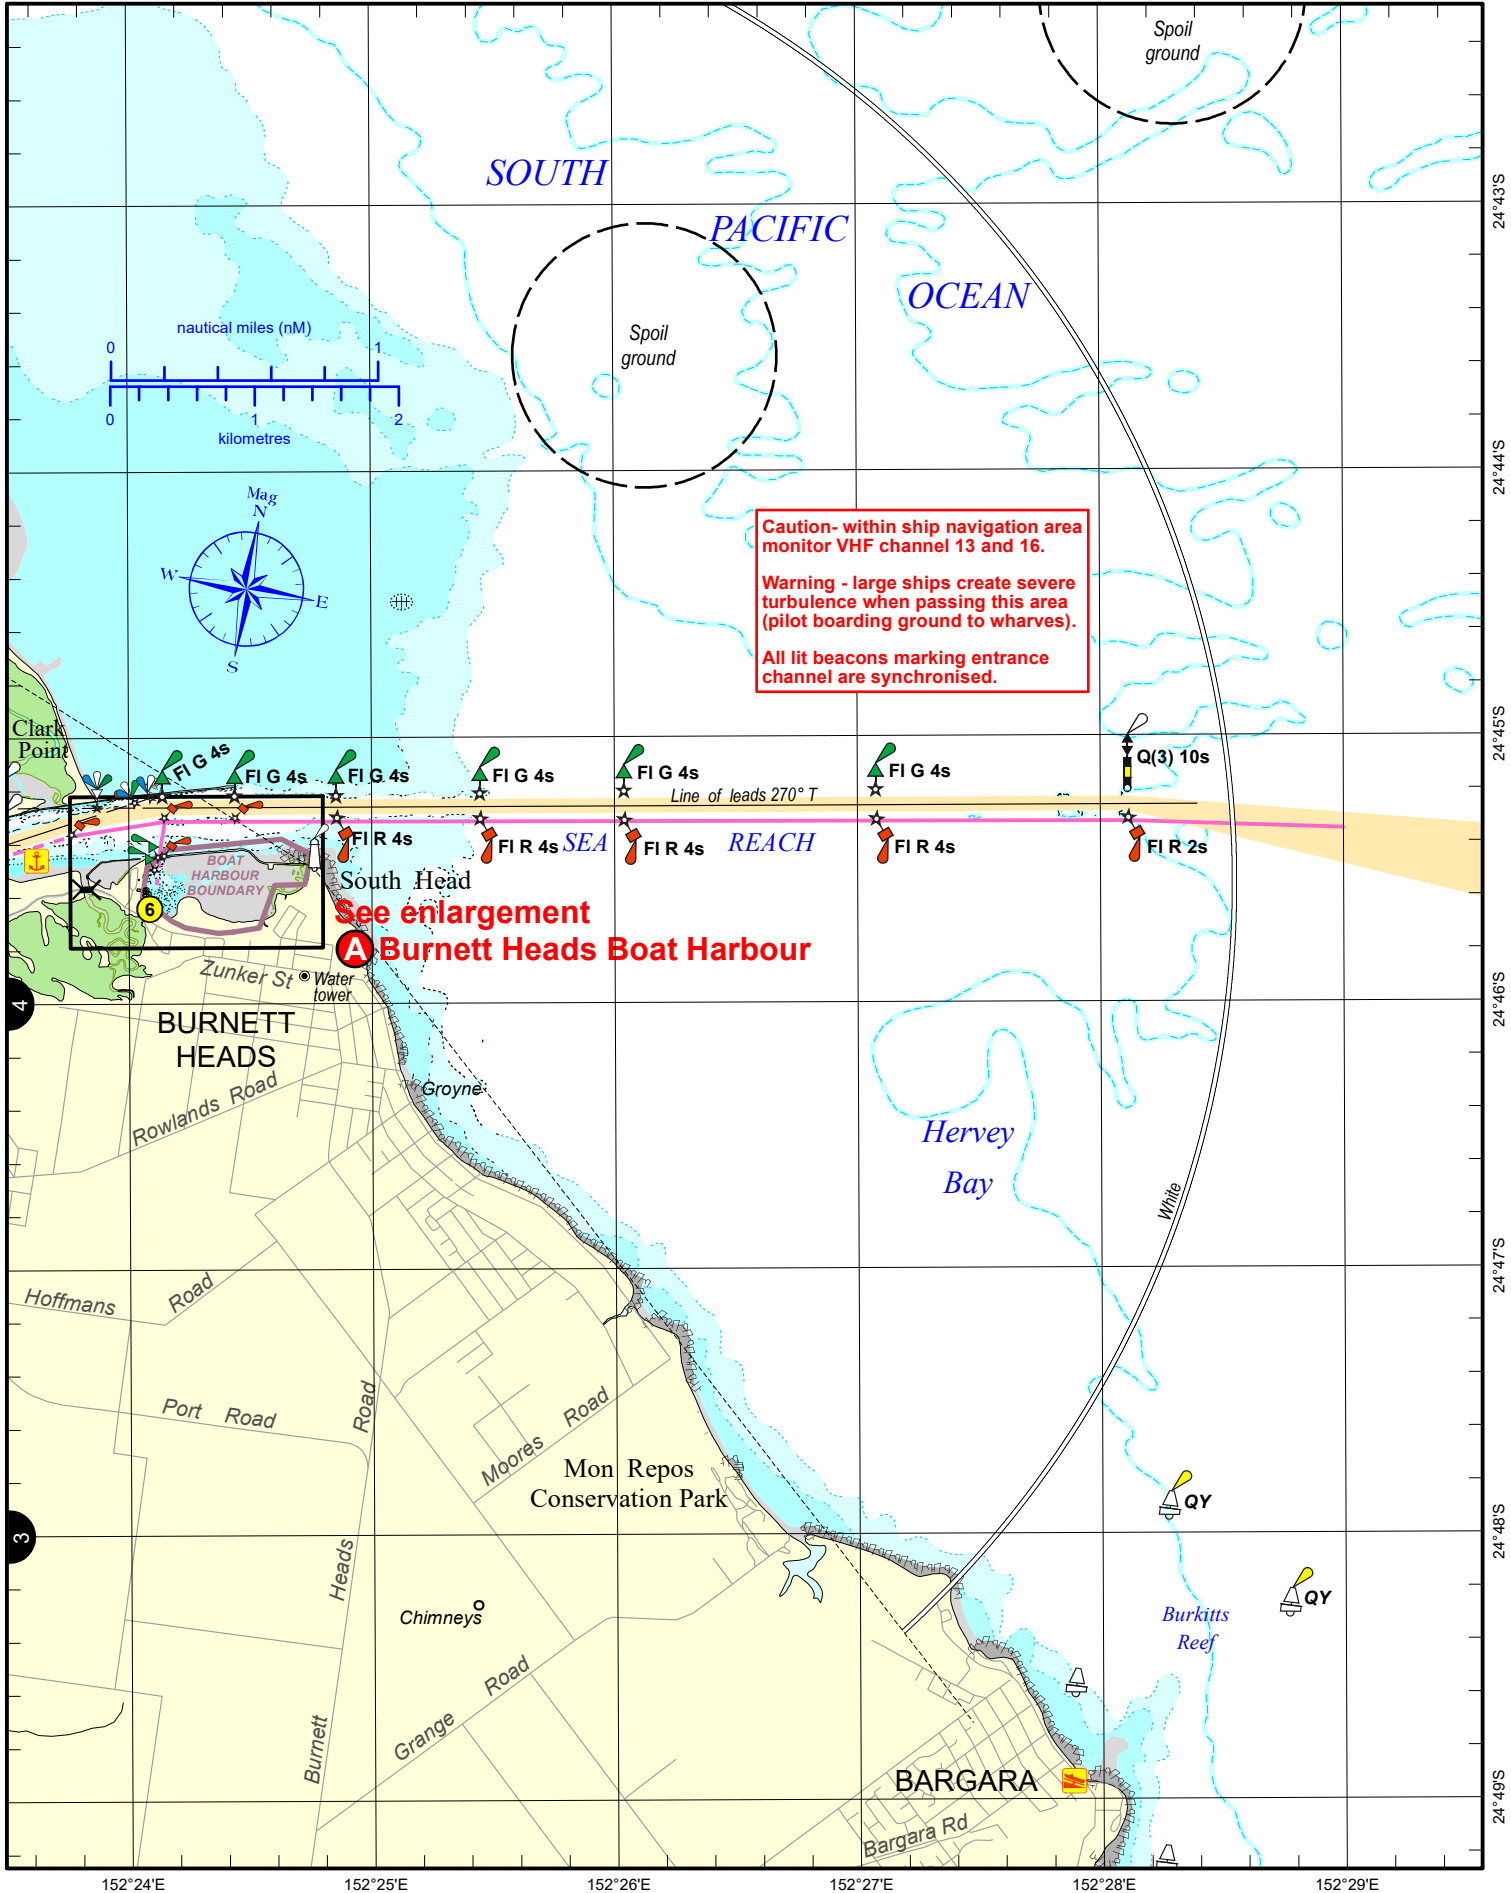 Spoil
ground
SOUTH
PACIFIC
OCEAN
24°43'S
nautical miles (nM)
0
1
0
1
2
kilometres
Spoil
ground
24°44'S
Mag
N
W
E
S
Caution- within ship navigation area
monitor VHF channel 13 and 16.
Warning - large ships create severe
turbulence when passing this area
(pilot boarding ground to wharves).
All lit beacons marking entrance
channel are synchronised.
24°45'S
Clark
Point
Fl G 4s
Fl G 4s
Fl G 4s
Fl G 4s
Fl G 4s
Fl G 4s
Q(3) 10s
Line of leads 270° T
Fl R 4s
Fl R 4s
SEA
Fl R 4s
REACH
Fl R 4s
Fl R 2s
BOAT
HARBOUR
BOUNDARY
6
South Head
See enlargement
A
Burnett Heads Boat Harbour
Zunker St
Water
tower
4
24°46'S
BURNETT
HEADS
Rowlands Road
Groyne
Hervey
Bay
White
24°47'S
Hoffmans Road
Port Road
Burnett Heads Road
Moores Road
Mon Repos
Conservation Park
QY
3
24°48'S
QY
Chimneys
Burkitts
Reef
Grange Road
BARGARA
24°49'S
Bargara Rd
152°24'E
152°25'E
152°26'E
152°27'E
152°28'E
152°29'E